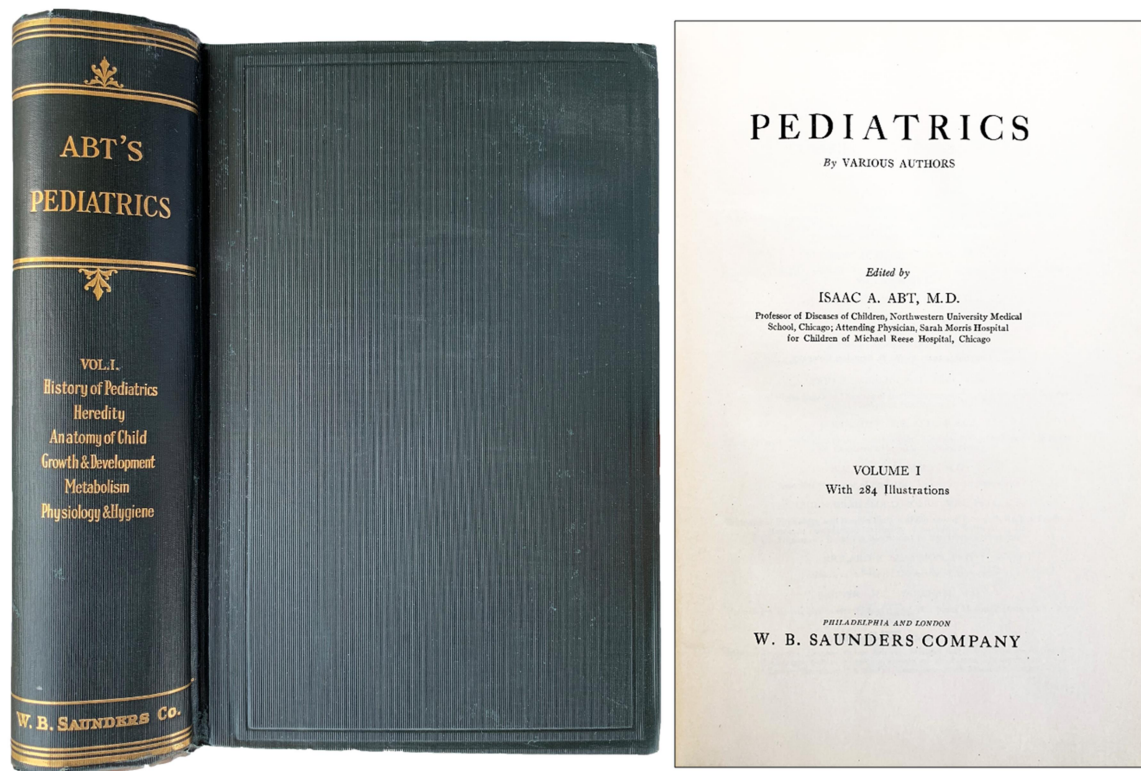 ABT'S
PEDIATRICS
VOL.I.
History of Pediatrics
Heredity
Anatomy of Child
Growth & Development
Metabolism
Physiology & Hygiene
W. B. SAUNDERS Co.
PEDIATRICS
By VARIOUS AUTHORS
Edited by
ISAAC A. ABT, M.D.
Professor of Diseases of Children, Northwestern University Medical
School, Chicago; Attending Physician, Sarah Morris Hospital
for Children of Michael Reese Hospital, Chicago
VOLUME I
With 284 Illustrations
PHILADELPHIA AND LONDON
W. B. SAUNDERS COMPANY